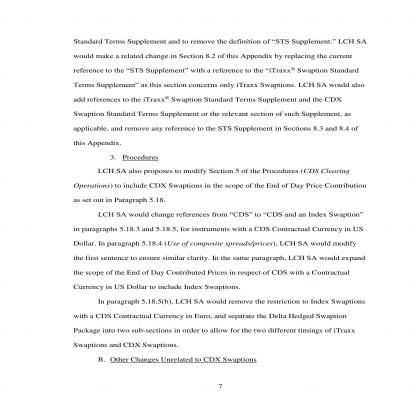 Standard Terms Supplement and to remove the definition of “STS Supplement.” LCH SA
would make a related change in Section 8.2 of this Appendix by replacing the current
reference to the “STS Supplement” with a reference to the “iTraxx® Swaption Standard
Terms Supplement” as this section concerns only iTraxx Swaptions. LCH SA would also
add references to the iTraxx® Swaption Standard Terms Supplement and the CDX
Swaption Standard Terms Supplement or the relevant section of such Supplement, as
applicable, and remove any reference to the STS Supplement in Sections 8.3 and 8.4 of
this Appendix.
3. Procedures
LCH SA also proposes to modify Section 5 of the Procedures (CDS Clearing
Operations) to include CDX Swaptions in the scope of the End of Day Price Contribution
as set out in Paragraph 5.18.
LCH SA would change references from “CDS” to “CDS and an Index Swaption”
in paragraphs 5.18.3 and 5.18.5, for instruments with a CDS Contractual Currency in US
Dollar. In paragraph 5.18.4 (Use of composite spreads/prices), LCH SA would modify
the first sentence to ensure similar clarity. In the same paragraph, LCH SA would expand
the scope of the End of Day Contributed Prices in respect of CDS with a Contractual
Currency in US Dollar to include Index Swaptions.
In paragraph 5.18.5(b), LCH SA would remove the restriction to Index Swaptions
with a CDS Contractual Currency in Euro, and separate the Delta Hedged Swaption
Package into two sub-sections in order to allow for the two different timings of iTraxx
Swaptions and CDX Swaptions.
B. Other Changes Unrelated to CDX Swaptions
7